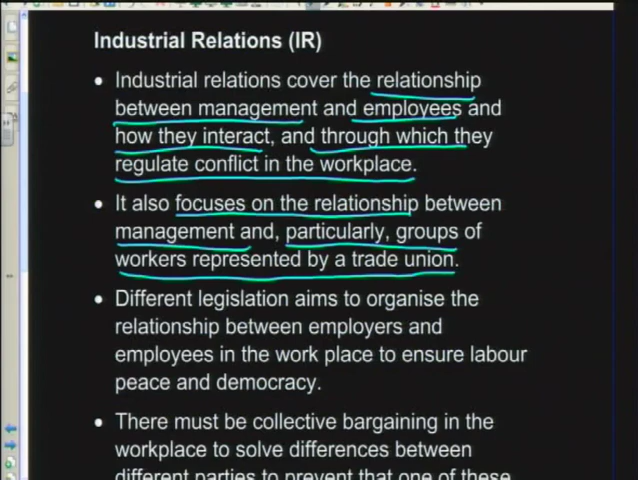 Industrial Relations (IR)
• Industrial relations cover the relationship
between management and employees and
how they interact, and through which they
regulate conflict in the workplace.
• It also focuses on the relationship between
management and, particularly, groups of
workers represented by a trade union.
• Different legislation aims to organise the
relationship between employers and
employees in the work place to ensure labour
peace and democracy.
• There must be collective bargaining in the
workplace to solve differences between
different parties to prevent that one of these